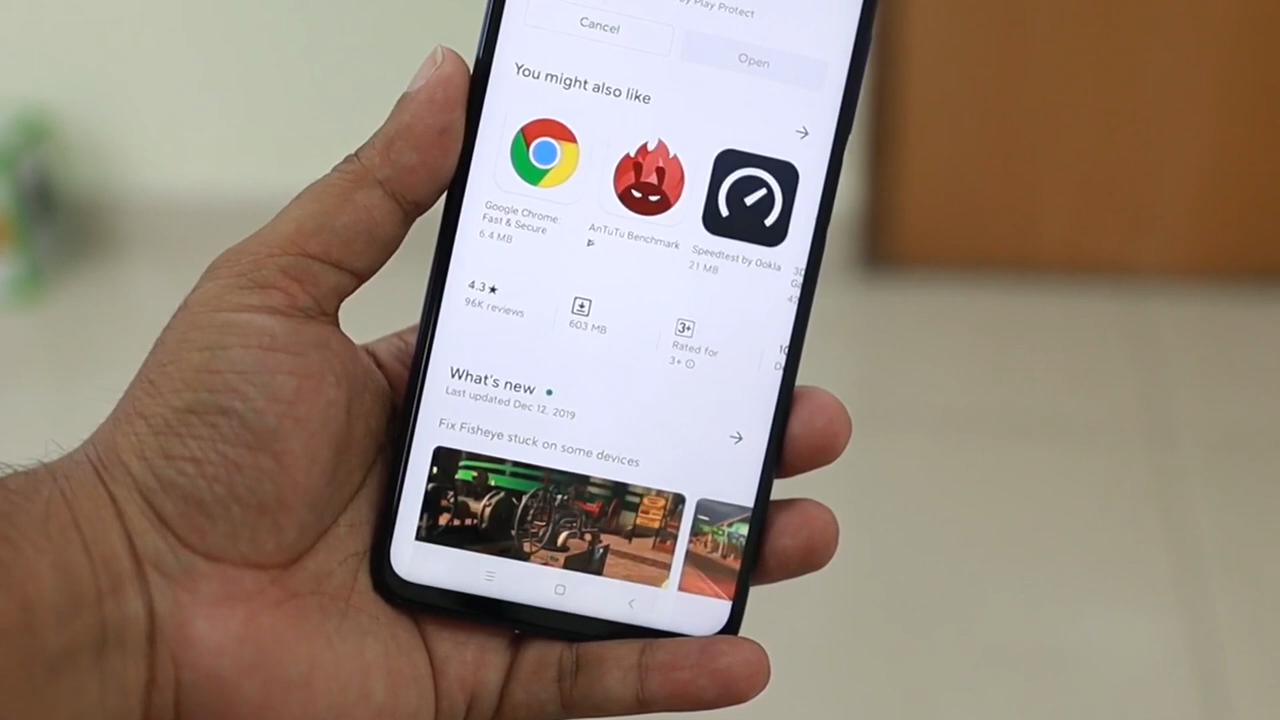 by Play Protect
Cancel
Open
You might also like
Google Chrome:
Fast & Secure
6.4 MB
AnTuTu Benchmark
Speedtest by Ookla
21 MB
4.3★
96K reviews
603 MB
3+
Rated for
3+
What's new
Last updated Dec 12, 2019
Fix Fisheye stuck on some devices